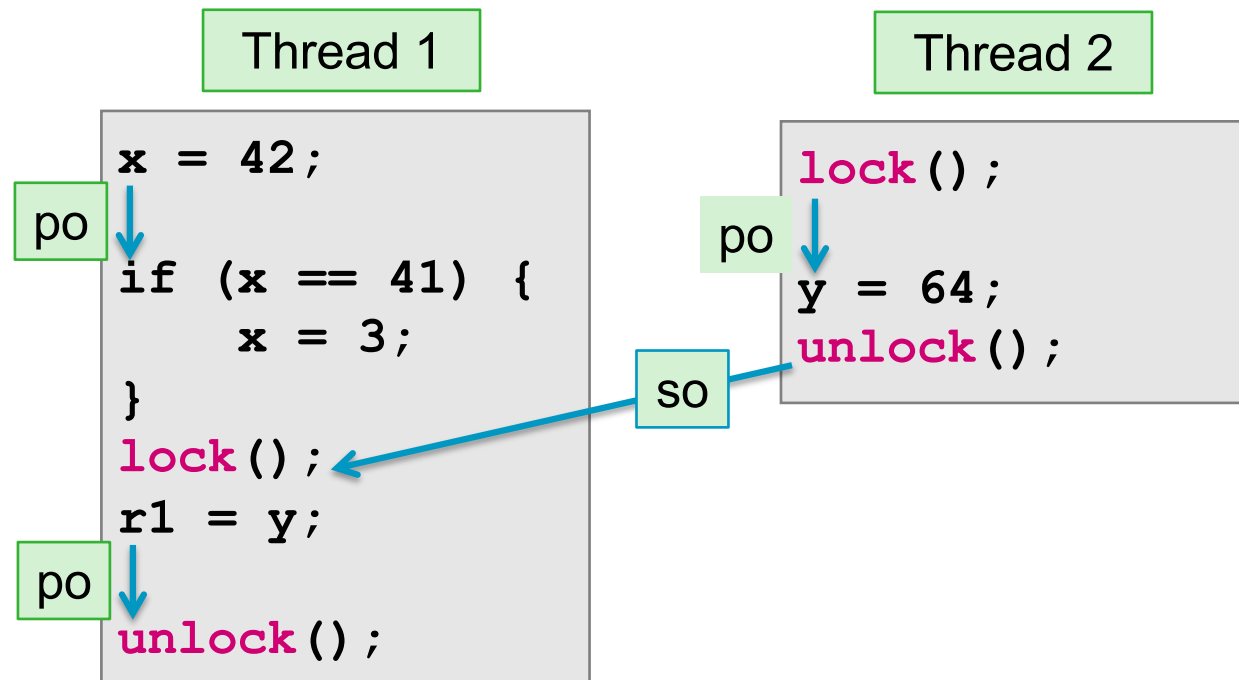 Thread 1
x = 42;
po
if (x == 41) {
x = 3;
}
lock();
r1 = y;
po
unlock();
Thread 2
lock();
po
y = 64;
unlock();
so